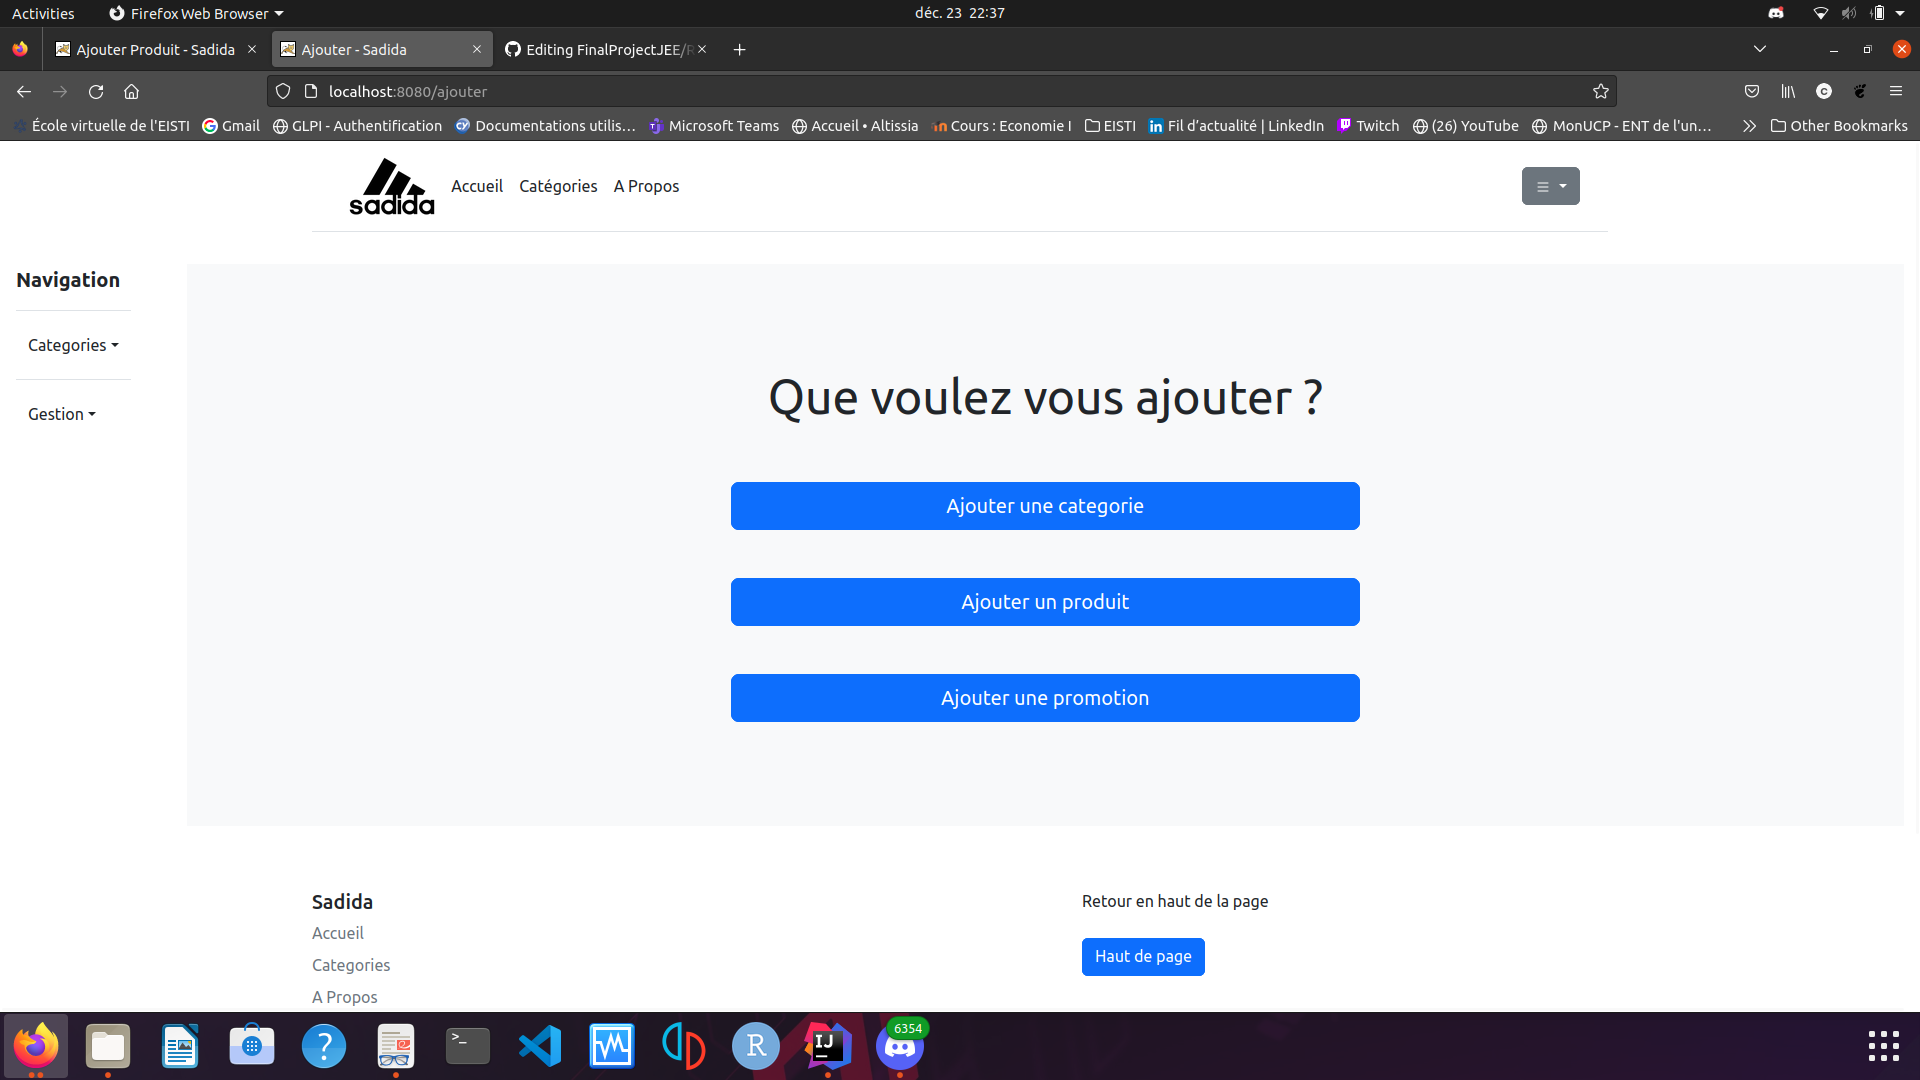 Activities
Firefox Web Browser
déc. 23 22:37
Ajouter Produit - Sadida
Ajouter - Sadida
Editing FinalProjectJEE/
localhost:8080/ajouter
École virtuelle de l'EISTI
Gmail
GLPI - Authentification
Documentations utilis…
Microsoft Teams
Accueil • Altissia
Cours : Economie I
EISTI
Fil d’actualité | LinkedIn
Twitch
(26) YouTube
MonUCP - ENT de l'un…
Other Bookmarks
sadida
Accueil
Catégories
A Propos
Navigation
Categories
Gestion
Que voulez vous ajouter ?
Ajouter une categorie
Ajouter un produit
Ajouter une promotion
Sadida
Accueil
Categories
A Propos
Retour en haut de la page
Haut de page
6354